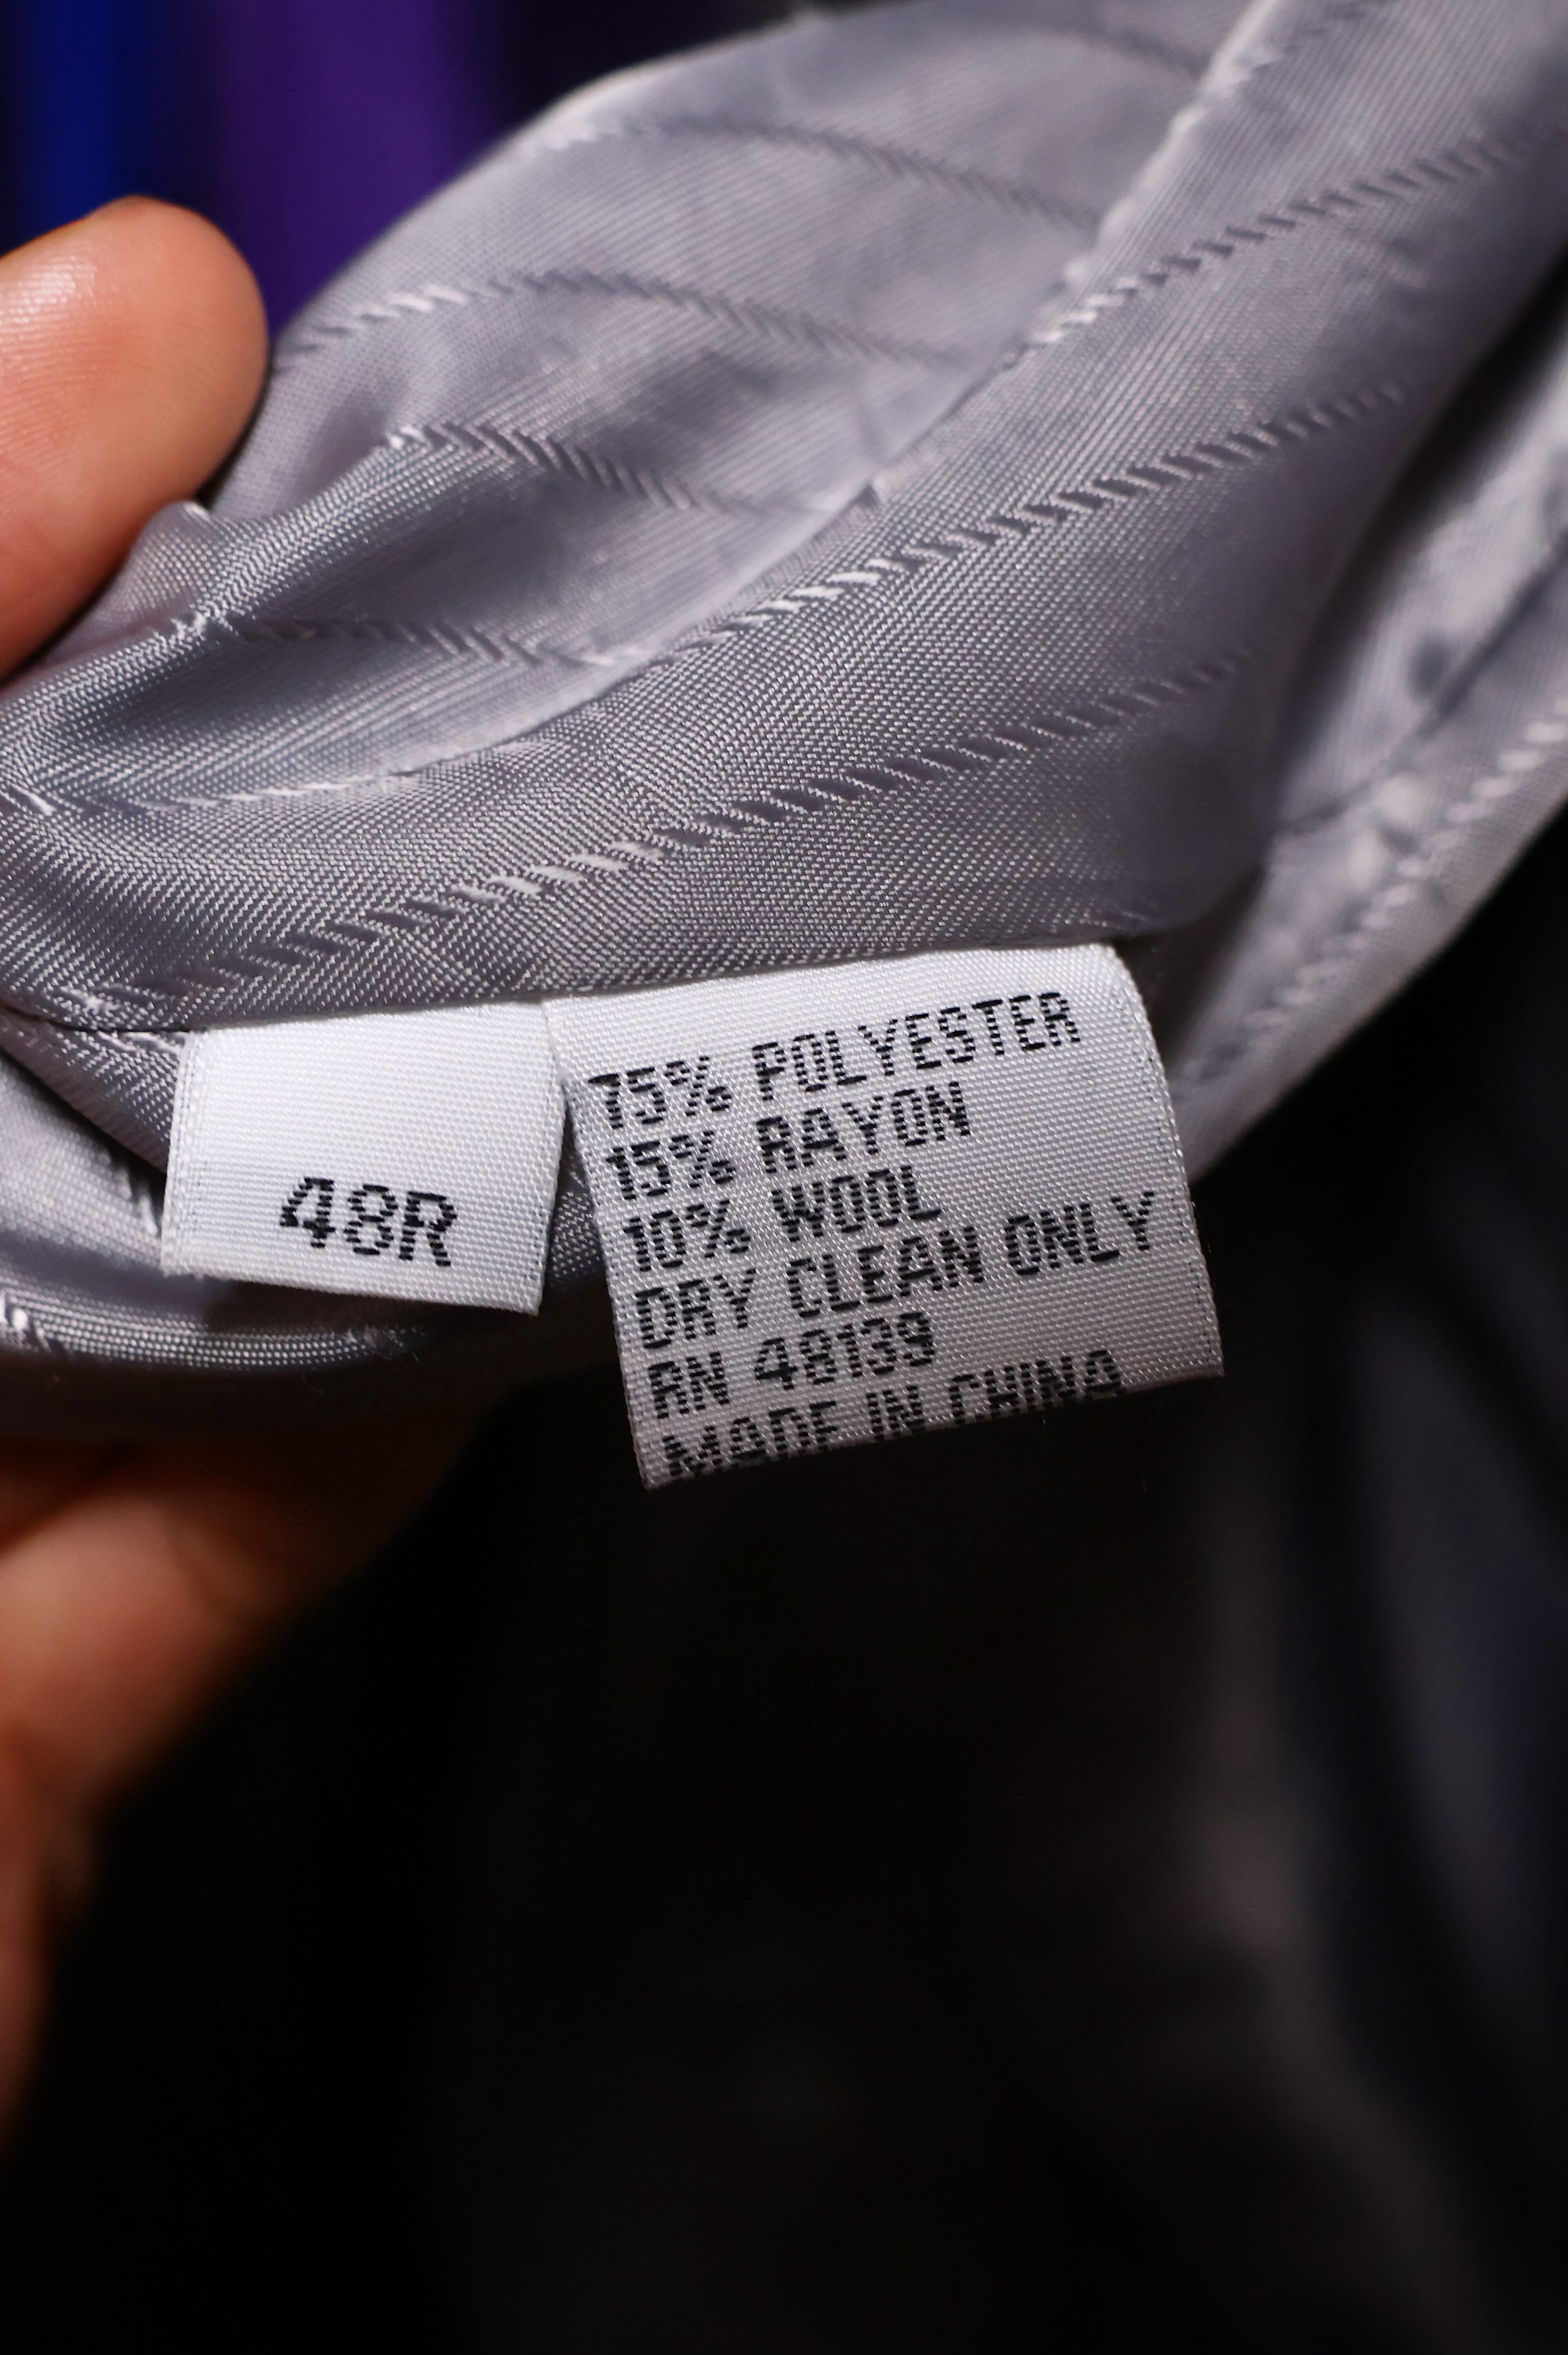 48R
75% POLYESTER
15% RAYON
10% WOOL
DRY CLEAN ONLY
RN 48139
MADE IN CHINA